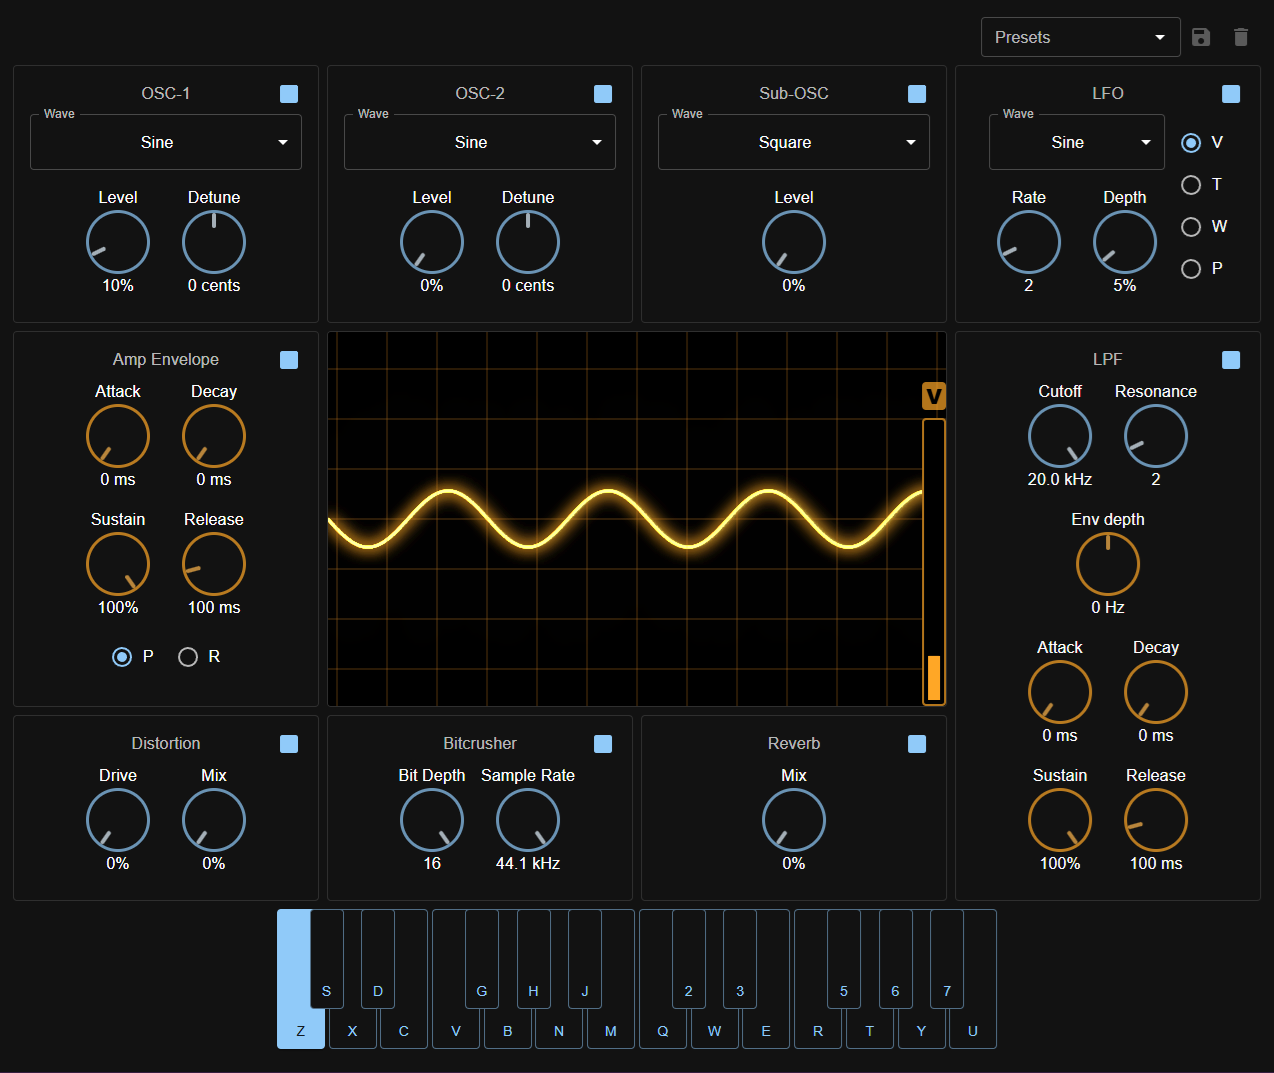 Presets
OSC-1
Wave
Sine
Level
Detune
10%
0 cents
OSC-2
Wave
Sine
Level
Detune
0%
0 cents
Sub-OSC
Wave
Square
Level
0%
LFO
Wave
Sine
V
T
W
P
Rate
Depth
2
5%
Amp Envelope
Attack
Decay
0 ms
0 ms
Sustain
Release
100%
100 ms
P
R
V
LPF
Cutoff
Resonance
20.0 kHz
2
Env depth
0 Hz
Attack
Decay
0 ms
0 ms
Sustain
Release
100%
100 ms
Distortion
Drive
Mix
0%
0%
Bitcrusher
Bit Depth
Sample Rate
16
44.1 kHz
Reverb
Mix
0%
S D G H J 2 3 5 6 7
Z X C V B N M Q W E R T Y U